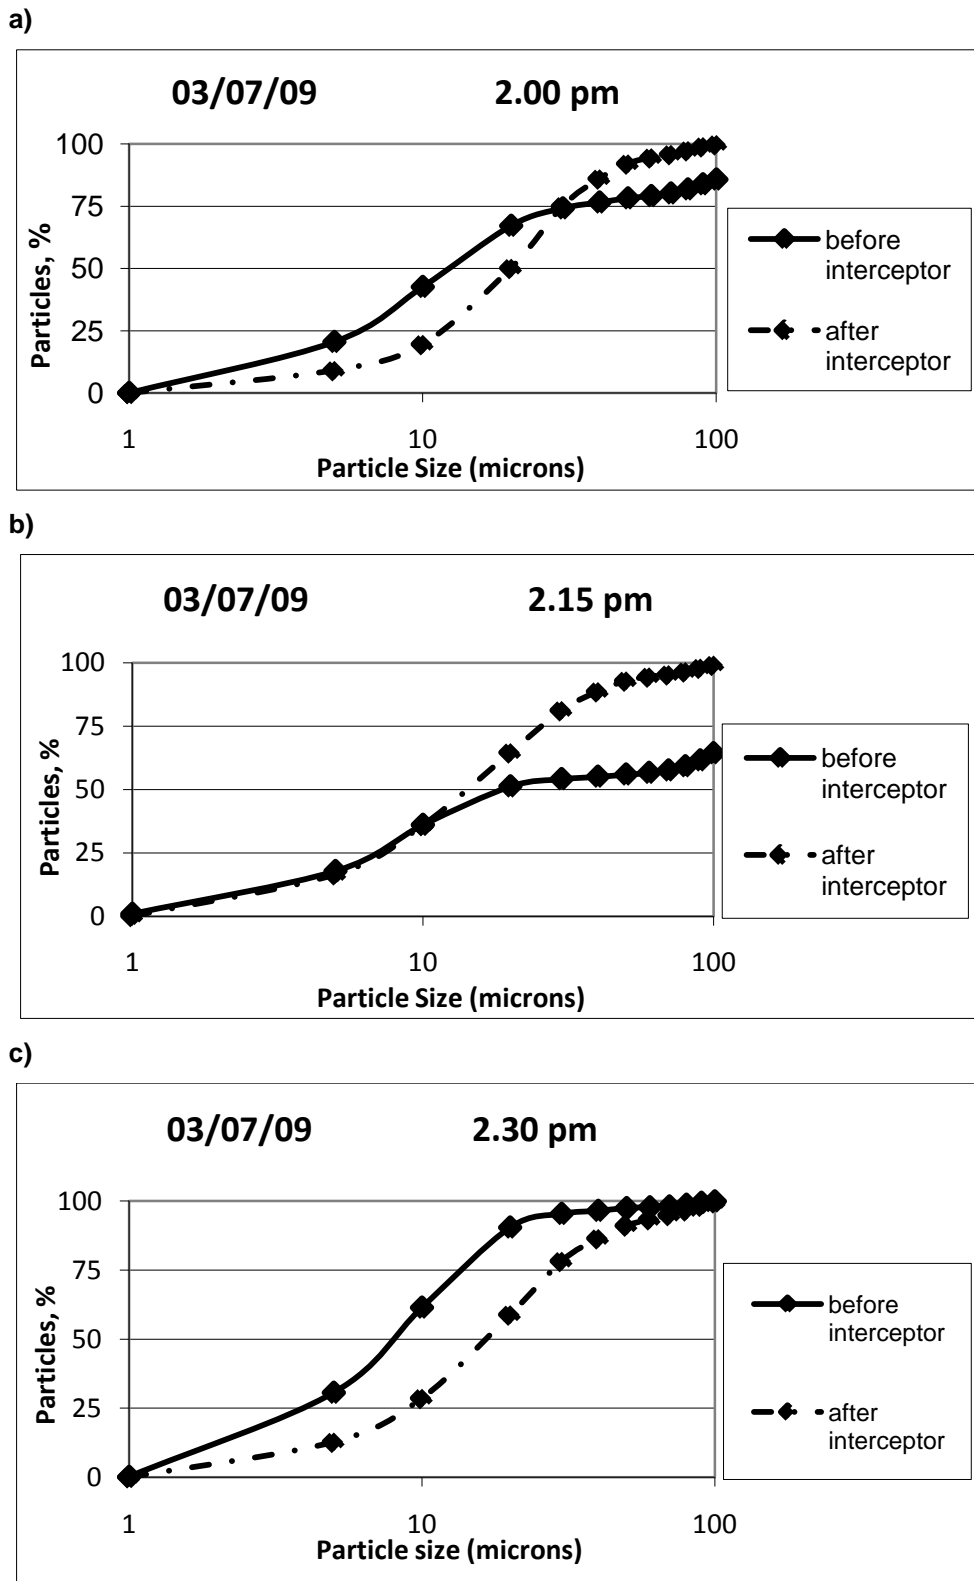 a)
03/07/09 2.00 pm
100
75
50
25
0
Particles, %
1 10 100
Particle Size (microns)
before
interceptor
after
interceptor
b)
03/07/09 2.15 pm
100
75
50
25
0
Particles, %
1 10 100
Particle Size (microns)
before
interceptor
after
interceptor
c)
03/07/09 2.30 pm
100
75
50
25
0
Particles, %
1 10 100
Particle size (microns)
before
interceptor
after
interceptor